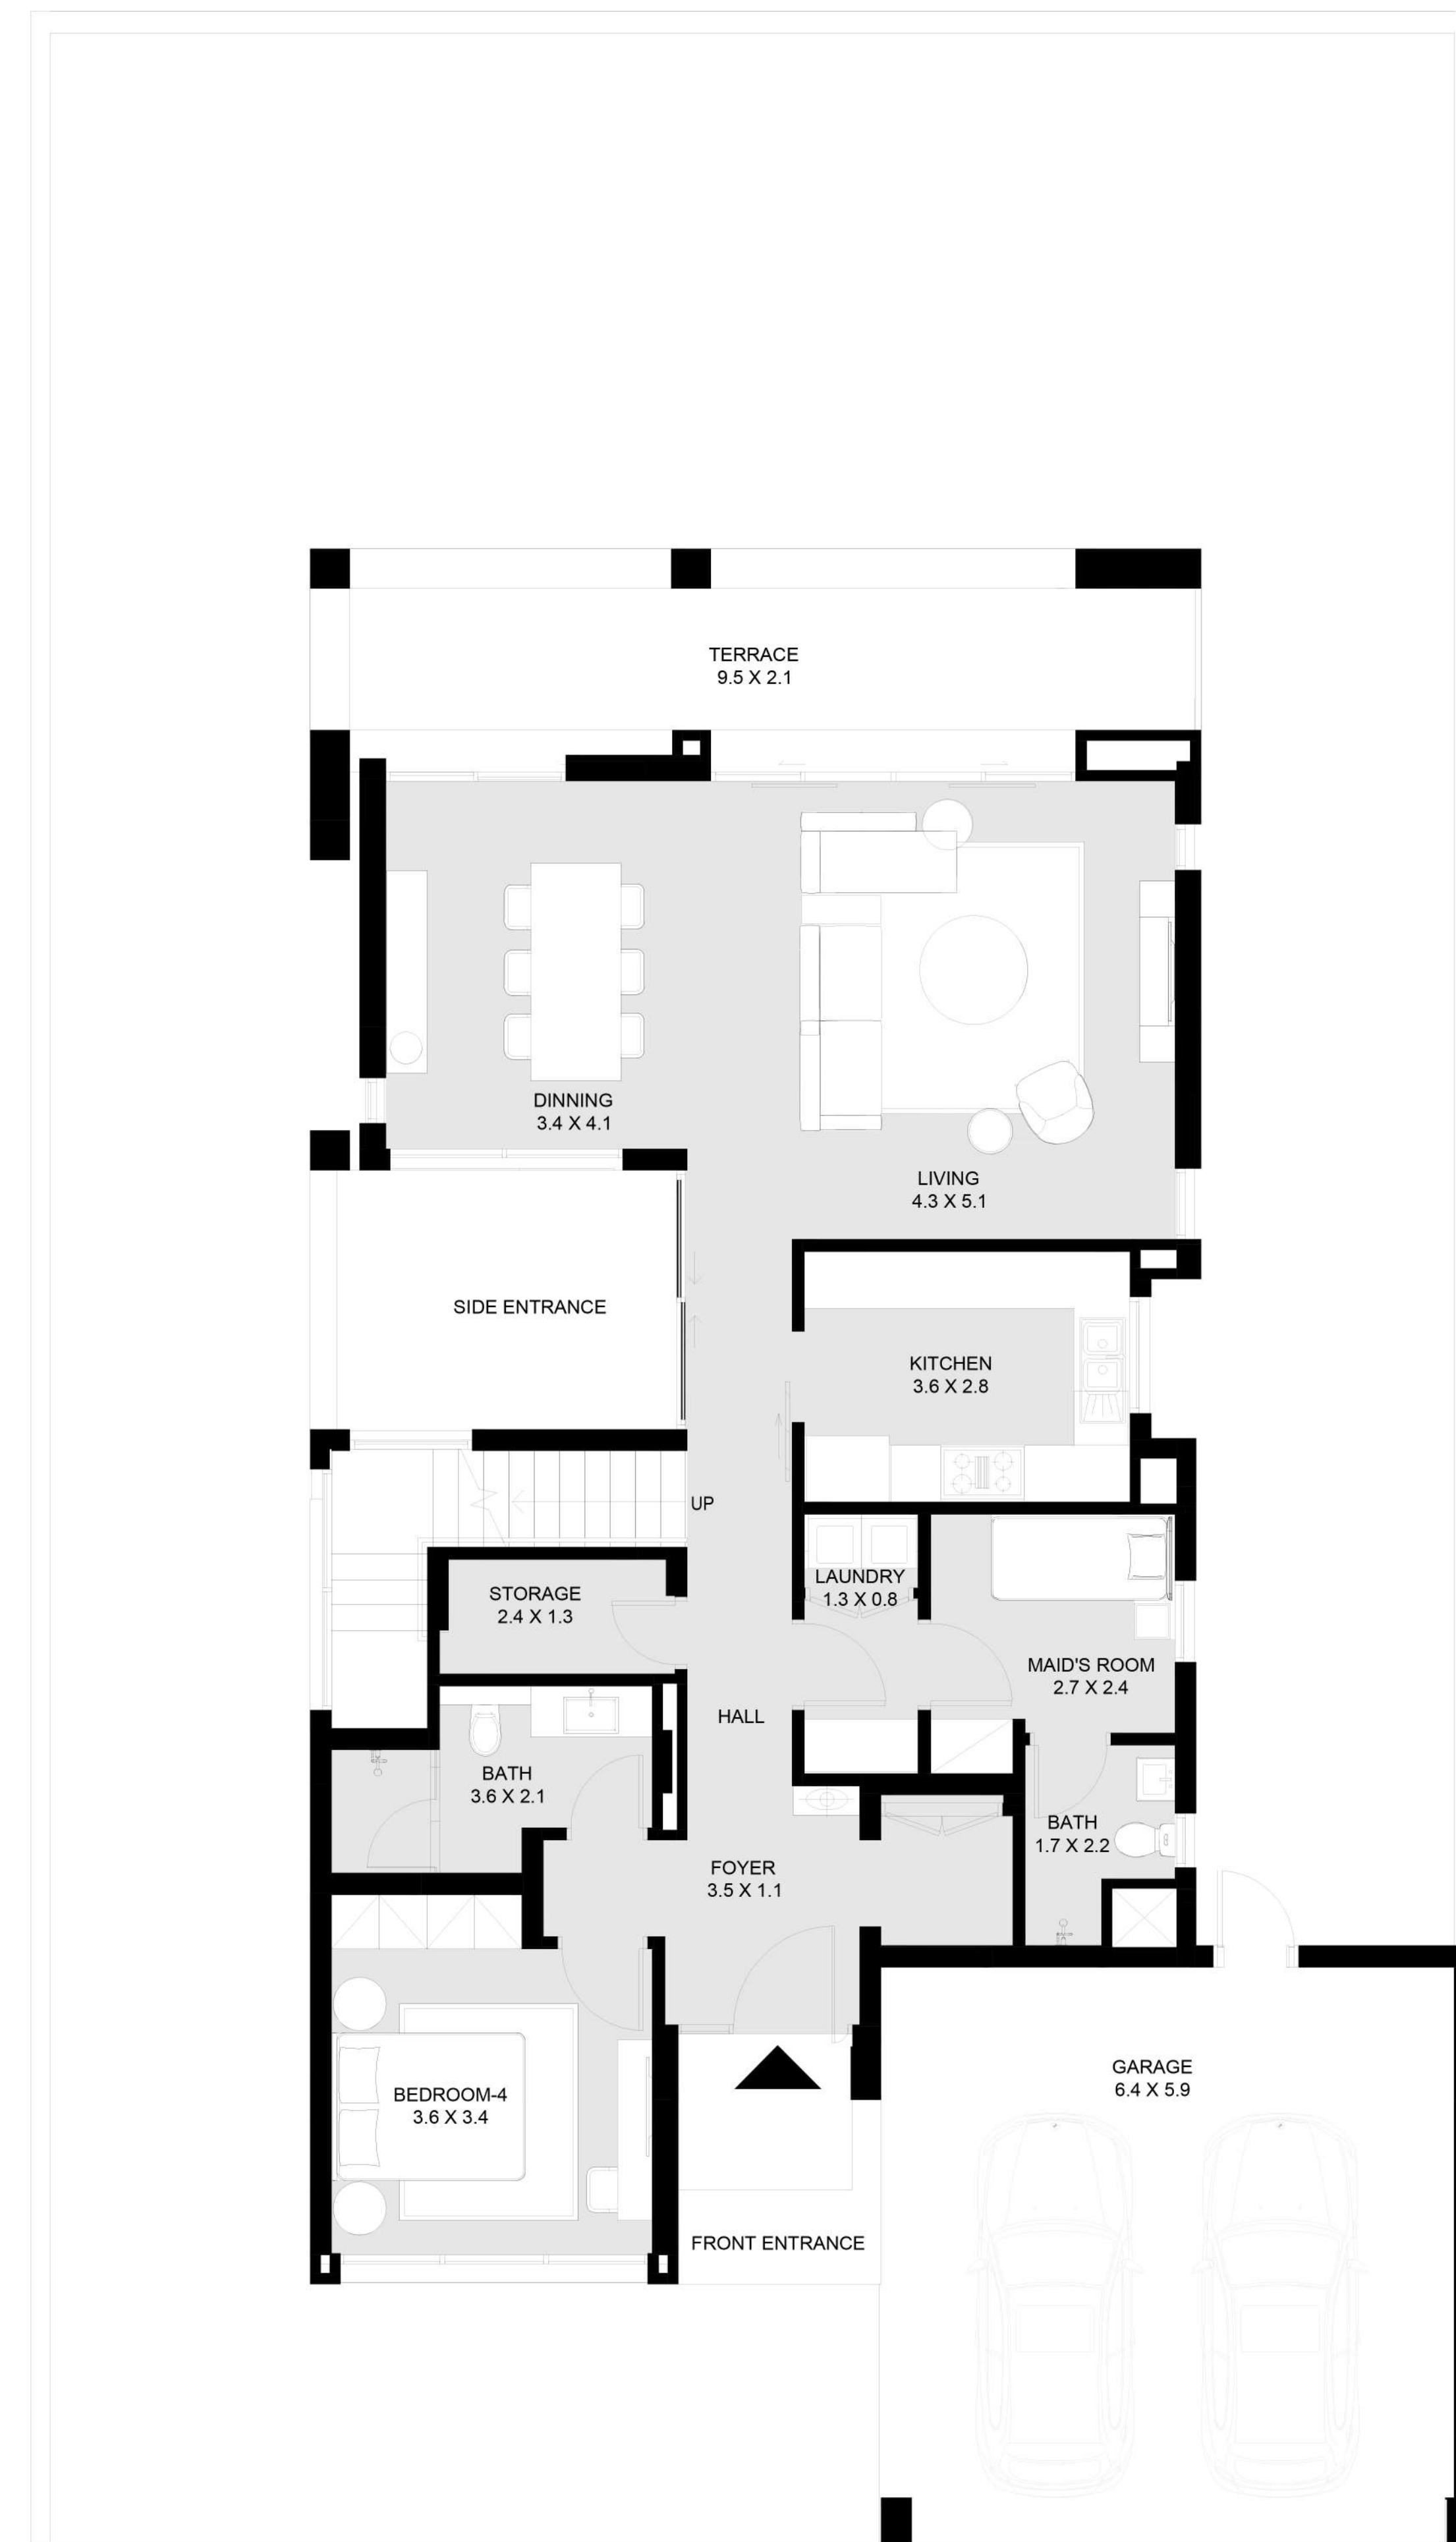 TERRACE
9.5 X 2.1
DINNING
3.4 X 4.1
LIVING
4.3 X 5.1
SIDE ENTRANCE
KITCHEN
3.6 X 2.8
UP
LAUNDRY
1.3 X 0.8
STORAGE
2.4 X 1.3
MAID'S ROOM
2.7 X 2.4
HALL
BATH
3.6 X 2.1
BATH
1.7 X 2.2
FOYER
3.5 X 1.1
GARAGE
6.4 X 5.9
BEDROOM-4
3.6 X 3.4
FRONT ENTRANCE